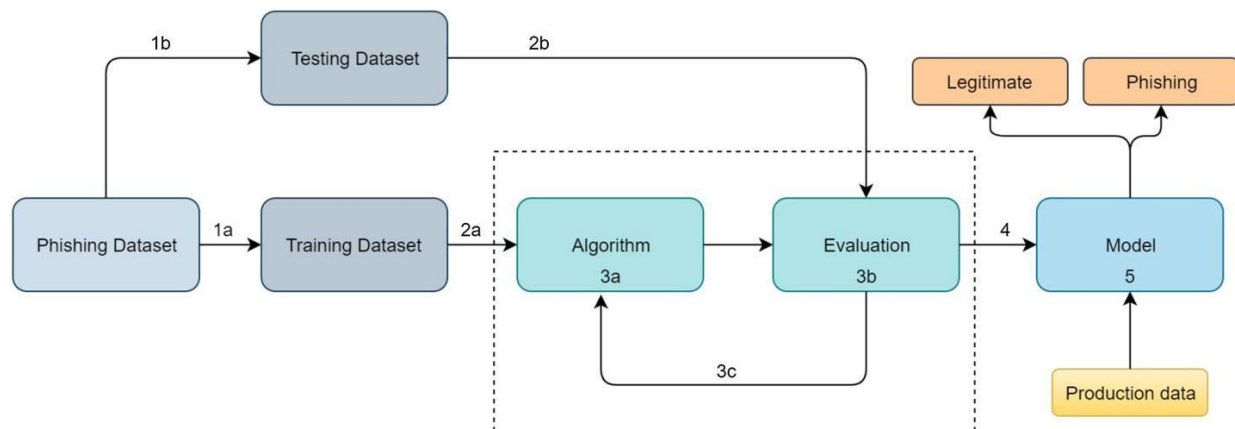 1b
Testing Dataset
2b
Legitimate
Phishing
Phishing Dataset
1a
Training Dataset
2a
Algorithm
3a
Evaluation
3b
4
Model
5
3c
Production data